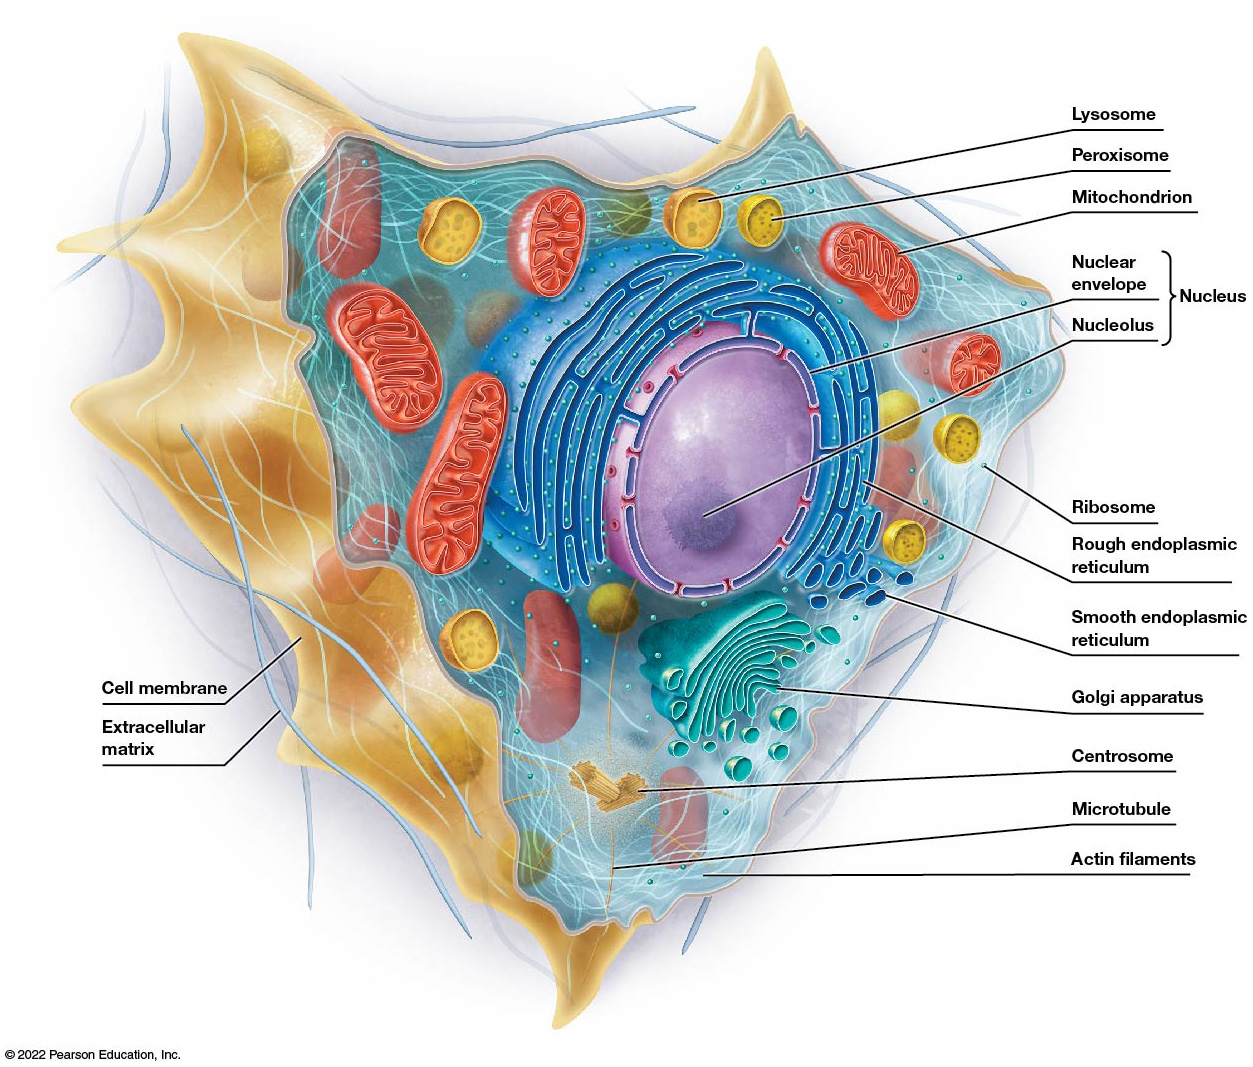 Lysosome
Peroxisome
Mitochondrion
Nuclear
envelope
Nucleus
Nucleolus
Ribosome
Rough endoplasmic
reticulum
Smooth endoplasmic
reticulum
Cell membrane
Golgi apparatus
Extracellular
matrix
Centrosome
Microtubule
Actin filaments
© 2022 Pearson Education, Inc.